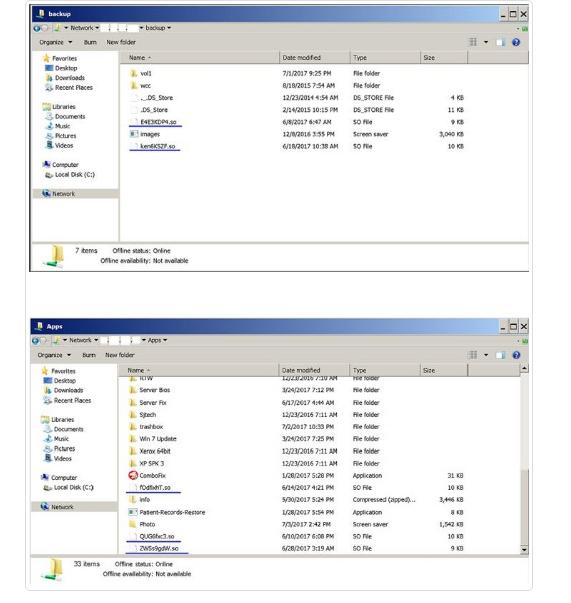 backup
Network backup
Organize Burn New folder
Name Date modified Type Size
Favorites
Desktop
Downloads
Recent Places
Libraries
Documents
Music
Pictures
Videos
Computer
Local Disk (C:)
Network
vol1 7/1/2017 9:25 PM File folder
wcc 8/18/2015 7:54 AM File folder
._.DS_Store 12/23/2014 4:54 AM DS_STORE File 4 KB
.DS_Store 2/14/2015 10:15 PM DS_STORE File 11 KB
E4E3KDP4.so 6/8/2017 6:47 AM SO File 9 KB
images 12/8/2016 3:55 PM Screen saver 3,040 KB
ken6K5ZF.so 6/18/2017 10:38 AM SO File 10 KB
7 items Offline status: Online
Offline availability: Not available
Apps
Network Apps
Organize Burn New folder
Name Date modified Type Size
Favorites
Desktop
Downloads
Recent Places
Libraries
Documents
Music
Pictures
Videos
Computer
Local Disk (C:)
Network
RTW 12/23/2016 7:10 AM File folder
Server Bios 3/24/2017 7:12 PM File folder
Server Fix 6/17/2017 4:44 AM File folder
Sjtech 12/23/2016 7:11 AM File folder
trashbox 7/2/2017 10:33 PM File folder
Win 7 Update 3/24/2017 7:25 PM File folder
Xerox 64bit 12/23/2016 7:11 AM File folder
XP SPK 3 12/23/2016 7:11 AM File folder
ComboFix 1/28/2017 5:28 PM Application 31 KB
6/14/2017 4:21 PM SO File 10 KB
info 5/30/2017 5:24 PM Compressed (zipped)... 3,446 KB
Patient-Records-Restore 1/28/2017 5:54 PM Application 8 KB
Photo 7/3/2017 2:42 PM Screen saver 1,542 KB
QUG6fxc3.so 6/10/2017 6:08 PM SO File 10 KB
ZW5s9gdW.so 6/28/2017 3:19 AM SO File 9 KB
33 items Offline status: Online
Offline availability: Not available